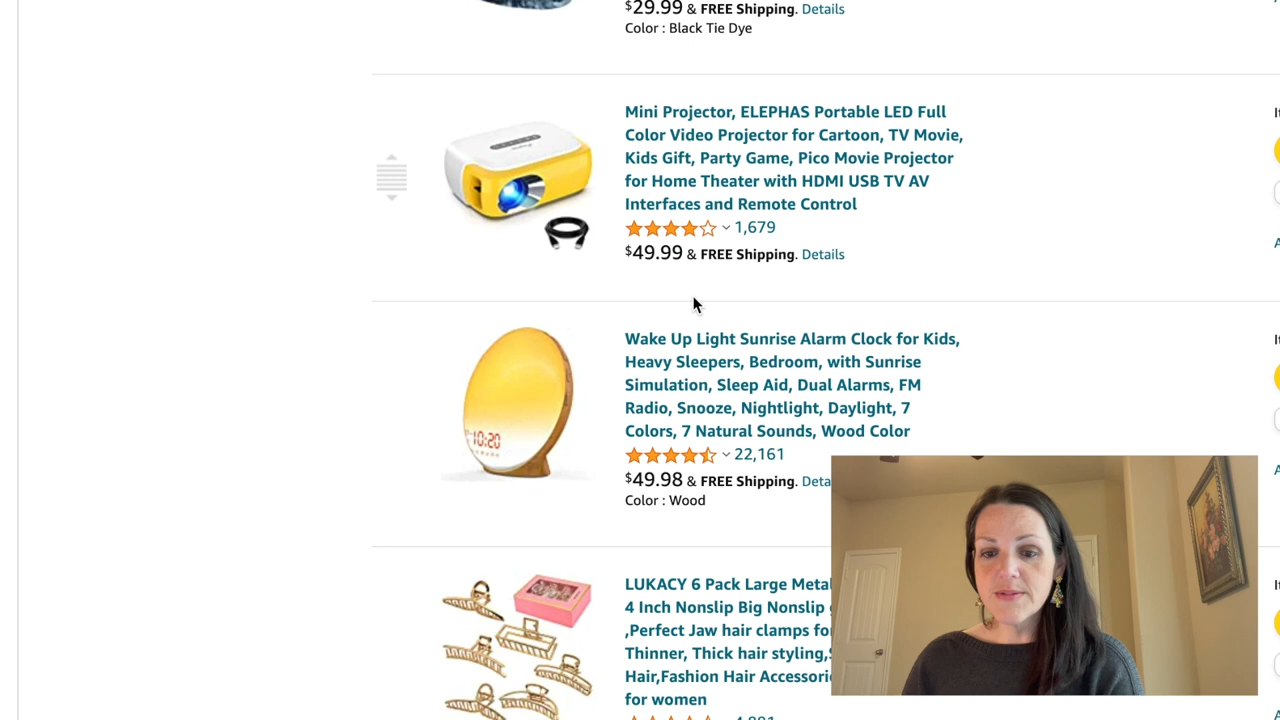 $29.99 & FREE Shipping. Details
Color : Black Tie Dye
Mini Projector, ELEPHAS Portable LED Full
Color Video Projector for Cartoon, TV Movie,
Kids Gift, Party Game, Pico Movie Projector
for Home Theater with HDMI USB TV AV
Interfaces and Remote Control
1,679
$49.99 & FREE Shipping. Details
Wake Up Light Sunrise Alarm Clock for Kids,
Heavy Sleepers, Bedroom, with Sunrise
Simulation, Sleep Aid, Dual Alarms, FM
Radio, Snooze, Nightlight, Daylight, 7
Colors, 7 Natural Sounds, Wood Color
10:20
22,161
$49.98 & FREE Shipping. Deta
Color : Wood
LUKACY 6 Pack Large Metal
4 Inch Nonslip Big Nonslip
,Perfect Jaw hair clamps for
Thinner, Thick hair styling,S
Hair,Fashion Hair Accessorie
for women